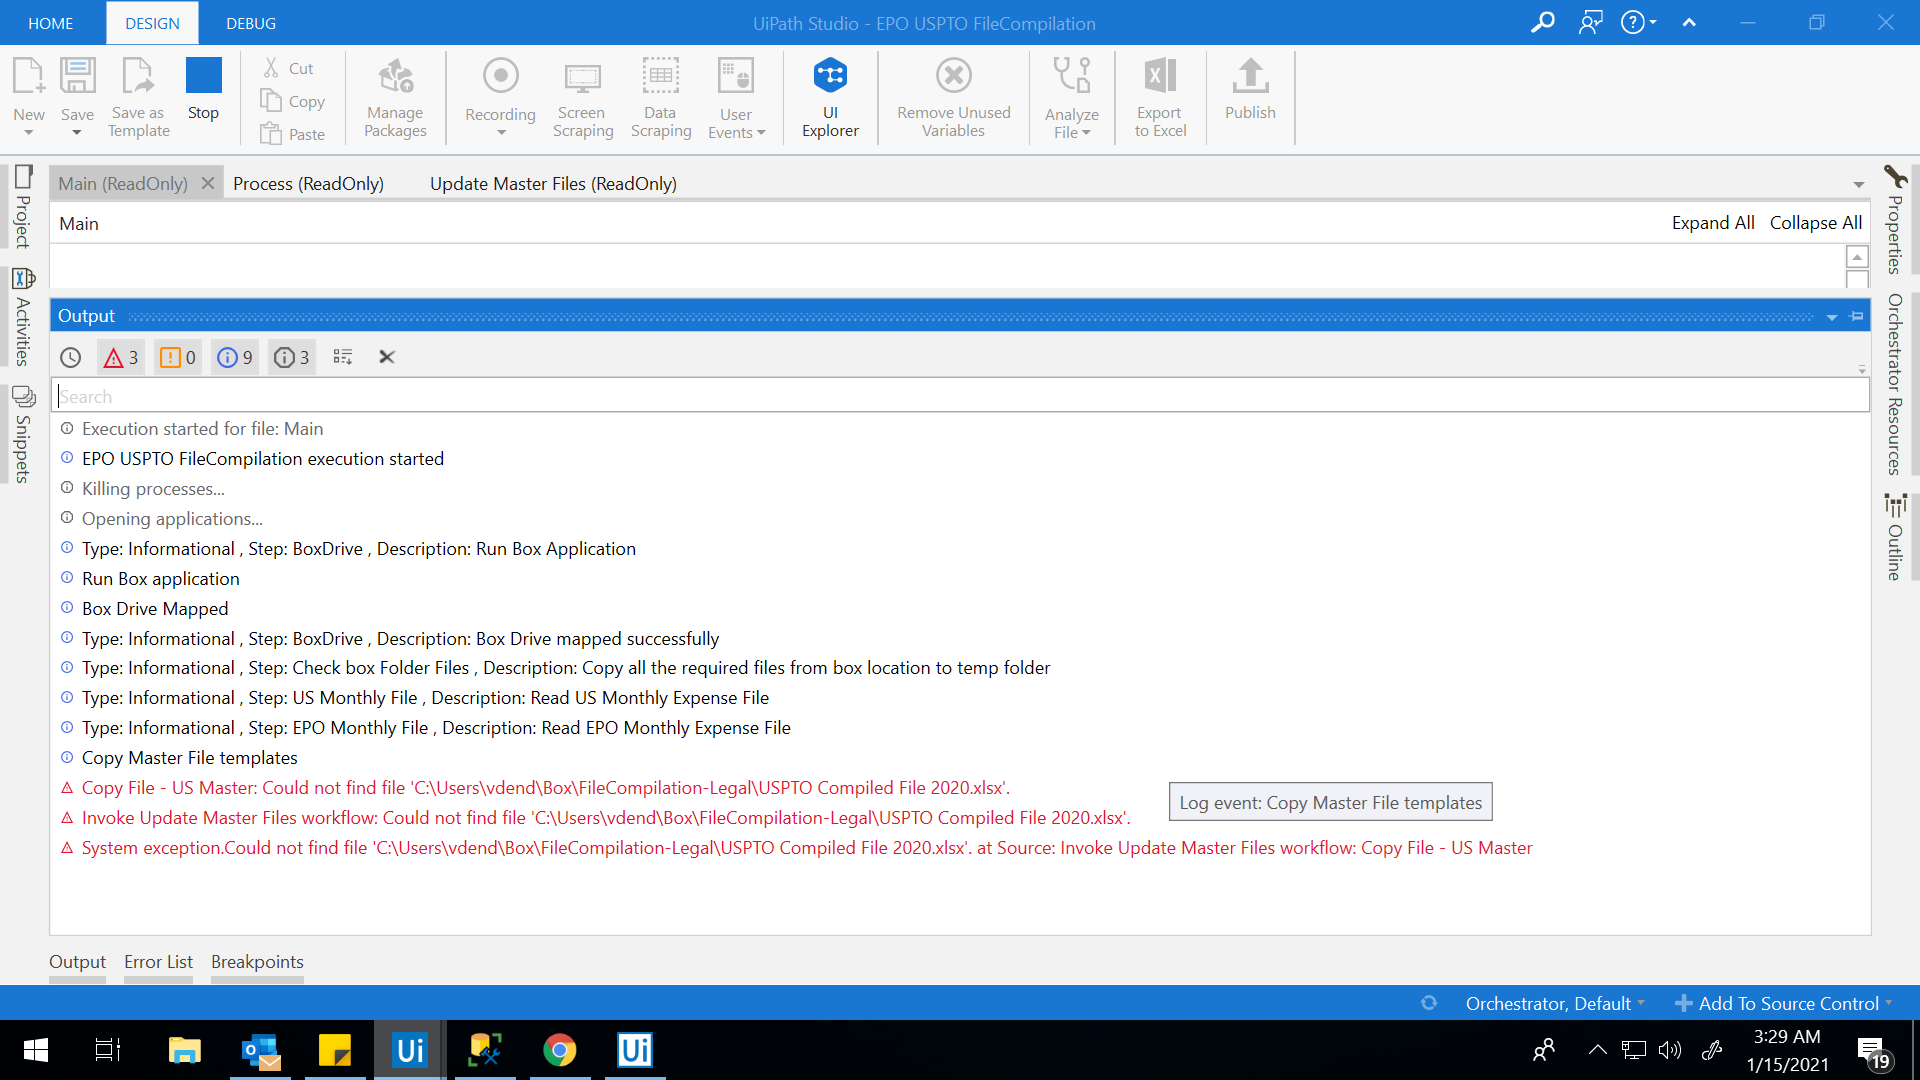 HOME
DESIGN
DEBUG
UiPath Studio - EPO USPTO FileCompilation
New
Save
Save as
Template
Stop
Cut
Copy
Paste
Manage
Packages
Recording
Screen
Scraping
Data
Scraping
User
Events
UI
Explorer
Remove Unused
Variables
Analyze
File
Export
to Excel
Publish
Project
Activities
Snippets
Main (ReadOnly)
Process (ReadOnly)
Update Master Files (ReadOnly)
Main
Expand All
Collapse All
Properties
Orchestrator Resources
Outline
Output
3
0
9
3
Search
Execution started for file: Main
EPO USPTO FileCompilation execution started
Killing processes...
Opening applications...
Type: Informational , Step: BoxDrive , Description: Run Box Application
Run Box application
Box Drive Mapped
Type: Informational , Step: BoxDrive , Description: Box Drive mapped successfully
Type: Informational , Step: Check box Folder Files , Description: Copy all the required files from box location to temp folder
Type: Informational , Step: US Monthly File , Description: Read US Monthly Expense File
Type: Informational , Step: EPO Monthly File , Description: Read EPO Monthly Expense File
Copy Master File templates
Copy File - US Master: Could not find file 'C:\Users\vdend\Box\FileCompilation-Legal\USPTO Compiled File 2020.xlsx'.
Log event: Copy Master File templates
Invoke Update Master Files workflow: Could not find file 'C:\Users\vdend\Box\FileCompilation-Legal\USPTO Compiled File 2020.xlsx'.
System exception.Could not find file 'C:\Users\vdend\Box\FileCompilation-Legal\USPTO Compiled File 2020.xlsx'. at Source: Invoke Update Master Files workflow: Copy File - US Master
Output
Error List
Breakpoints
Orchestrator, Default
Add To Source Control
Ui
Ui
3:29 AM
1/15/2021
19